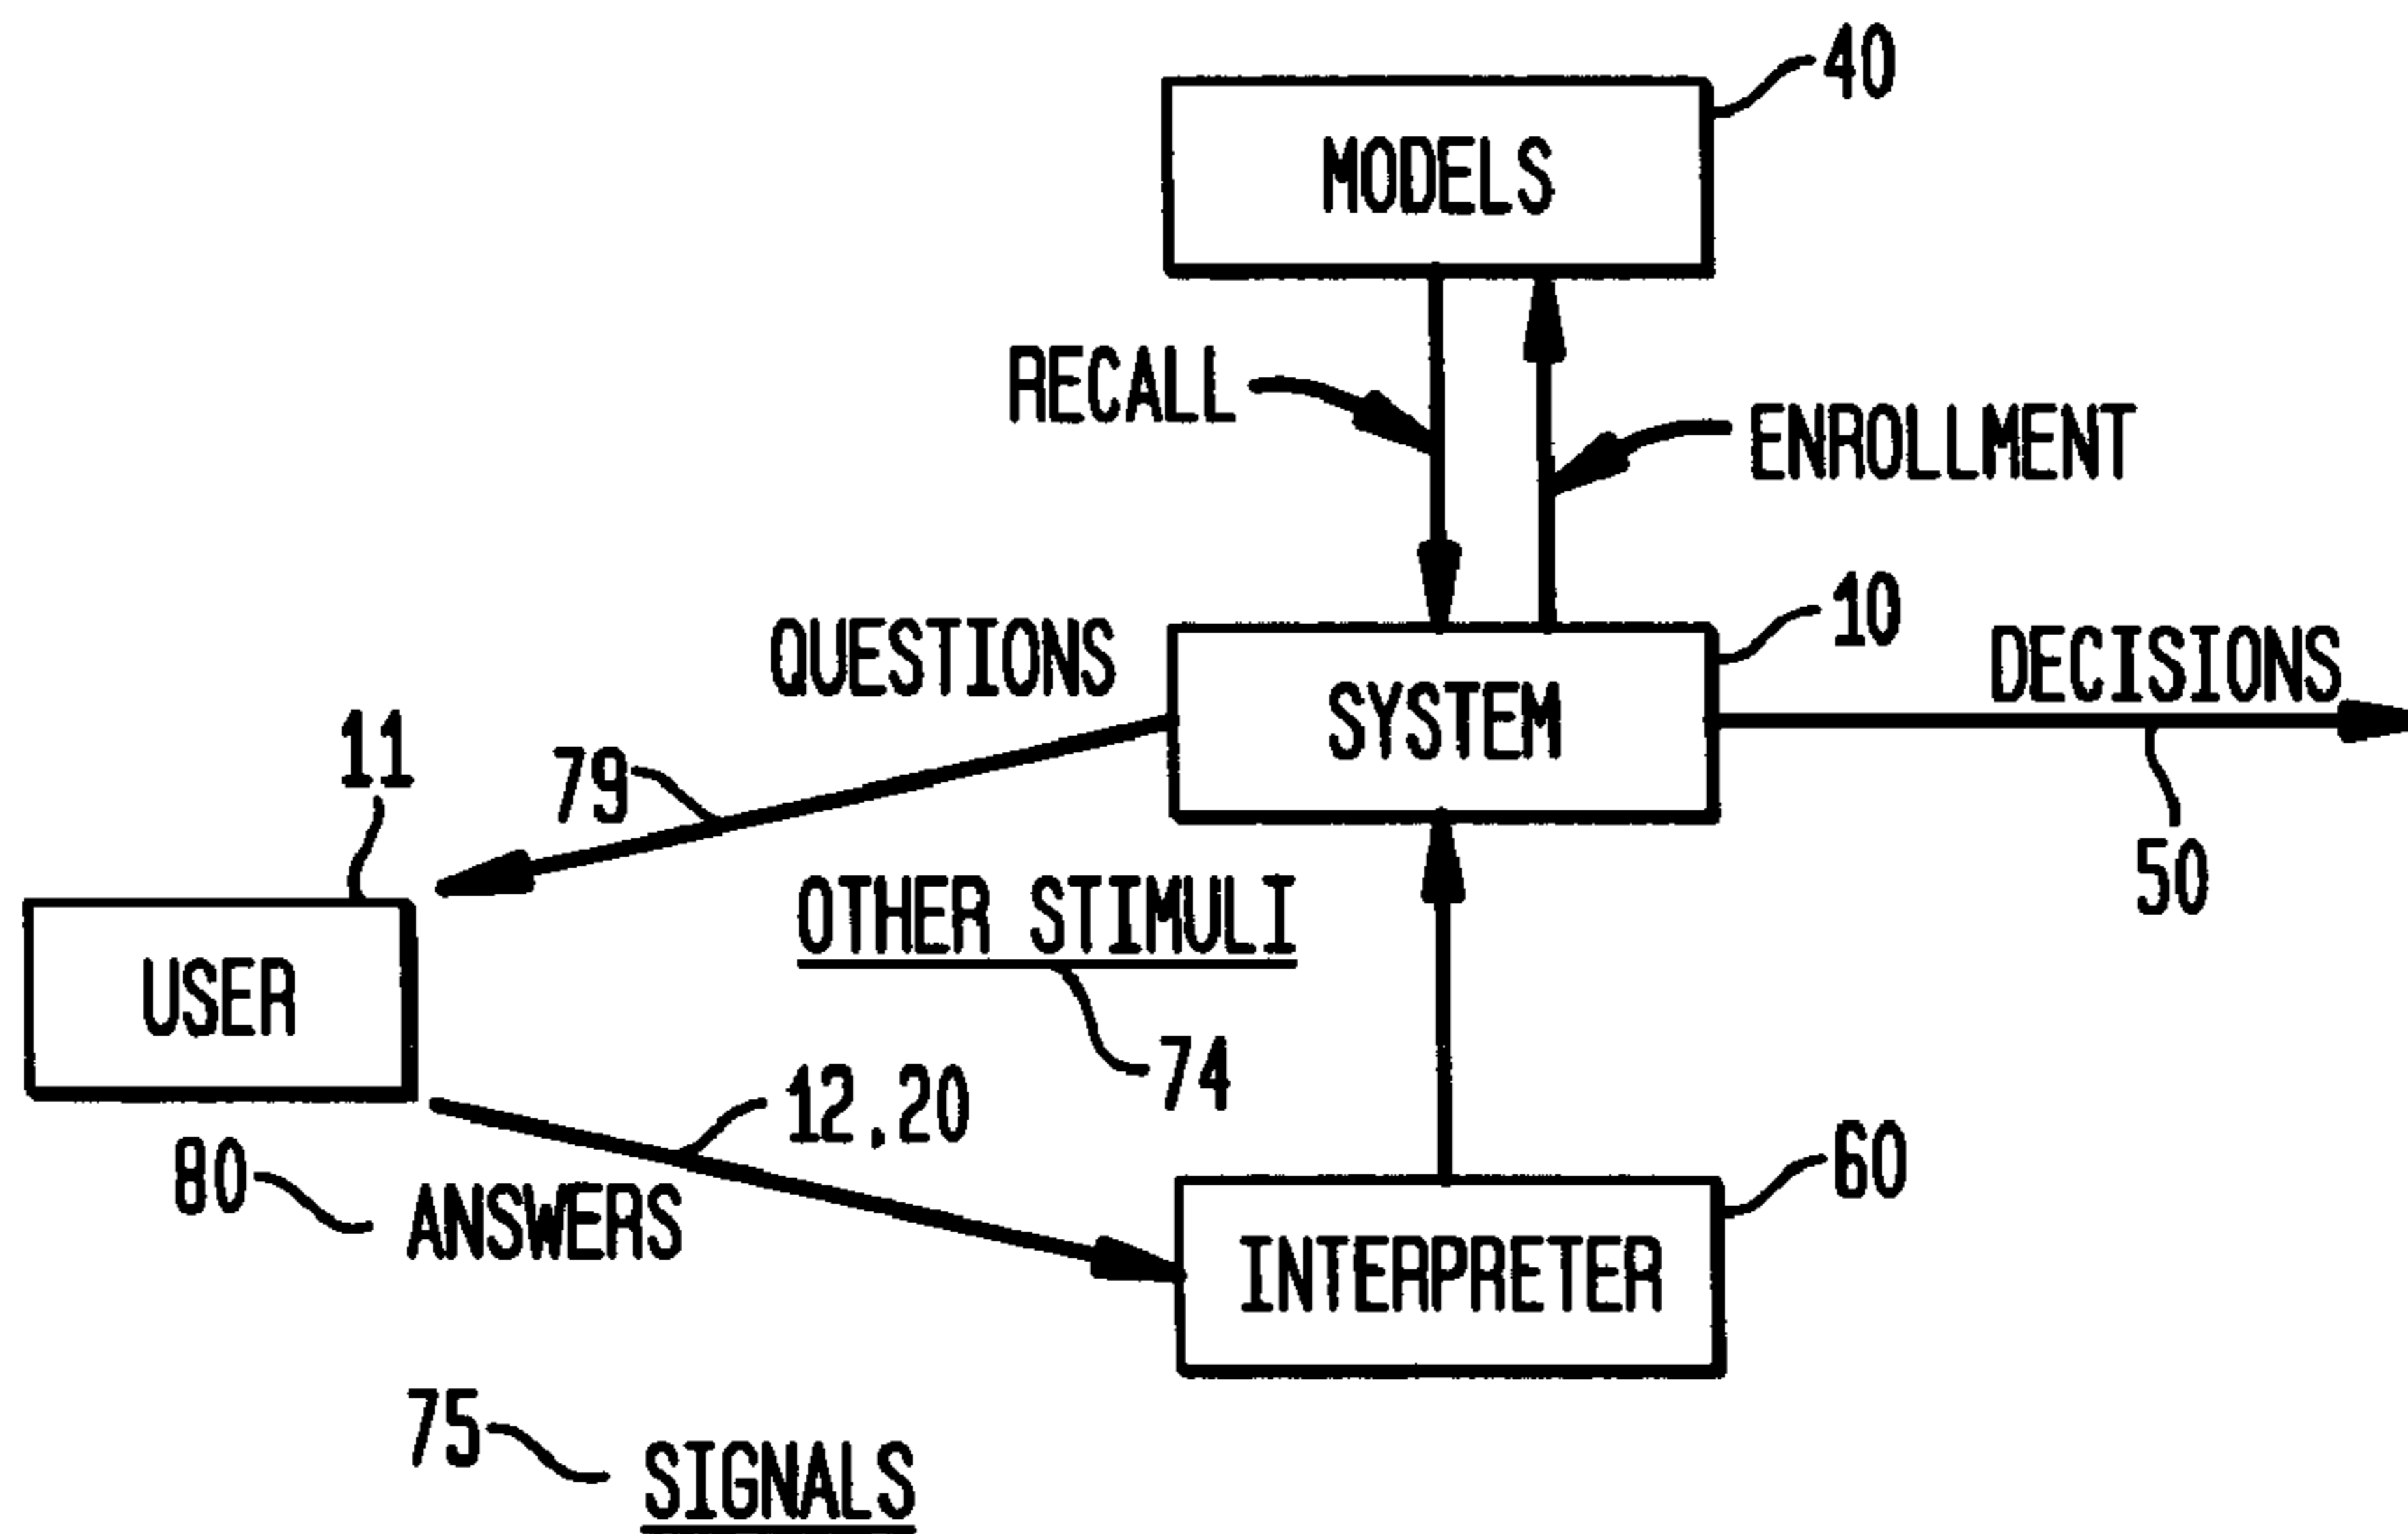 40
MODELS
RECALL
ENROLLMENT
10
QUESTIONS
DECISIONS
SYSTEM
11
79
50
OTHER STIMULI
USER
74
12,20
80
ANSWERS
60
INTERPRETER
75
SIGNALS